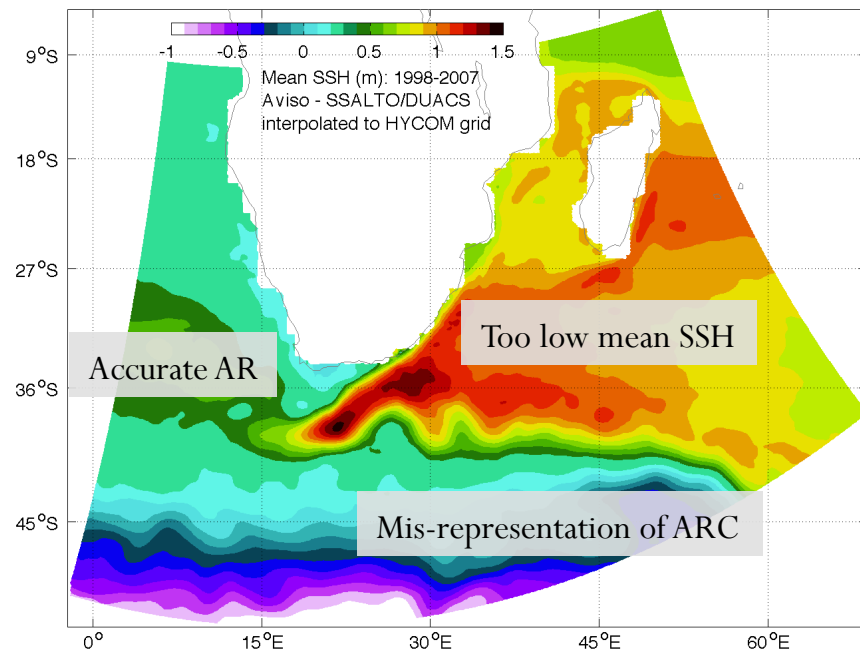 -1 -0.5 0 0.5 1 1.5
9°S
Mean SSH (m): 1998-2007
Aviso - SSALTO/DUACS
interpolated to HYCOM grid
18°S
27°S
Too low mean SSH
Accurate AR
36°S
Mis-representation of ARC
45°S
0° 15°E 30°E 45°E 60°E